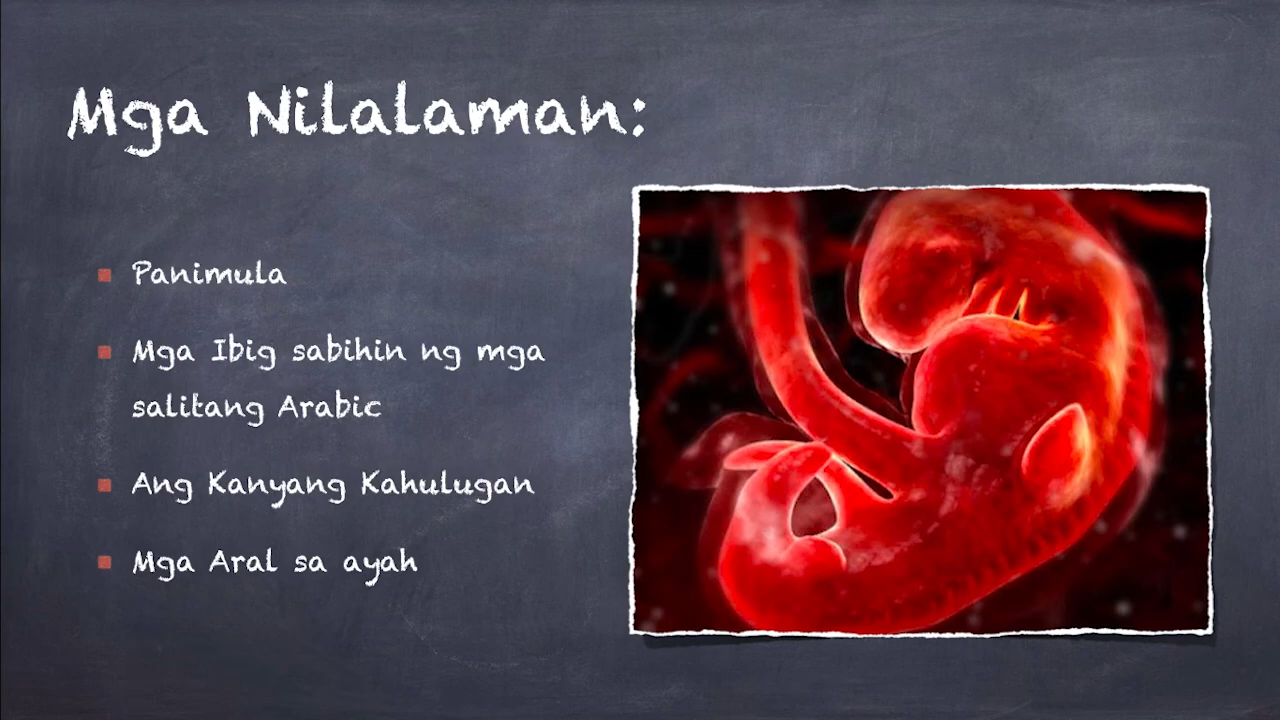 Mga Nilalaman:
Panimula
Mga Ibig sabihin ng mga
salitang Arabic
Ang Kanyang Kahulugan
Mga Aral sa ayah